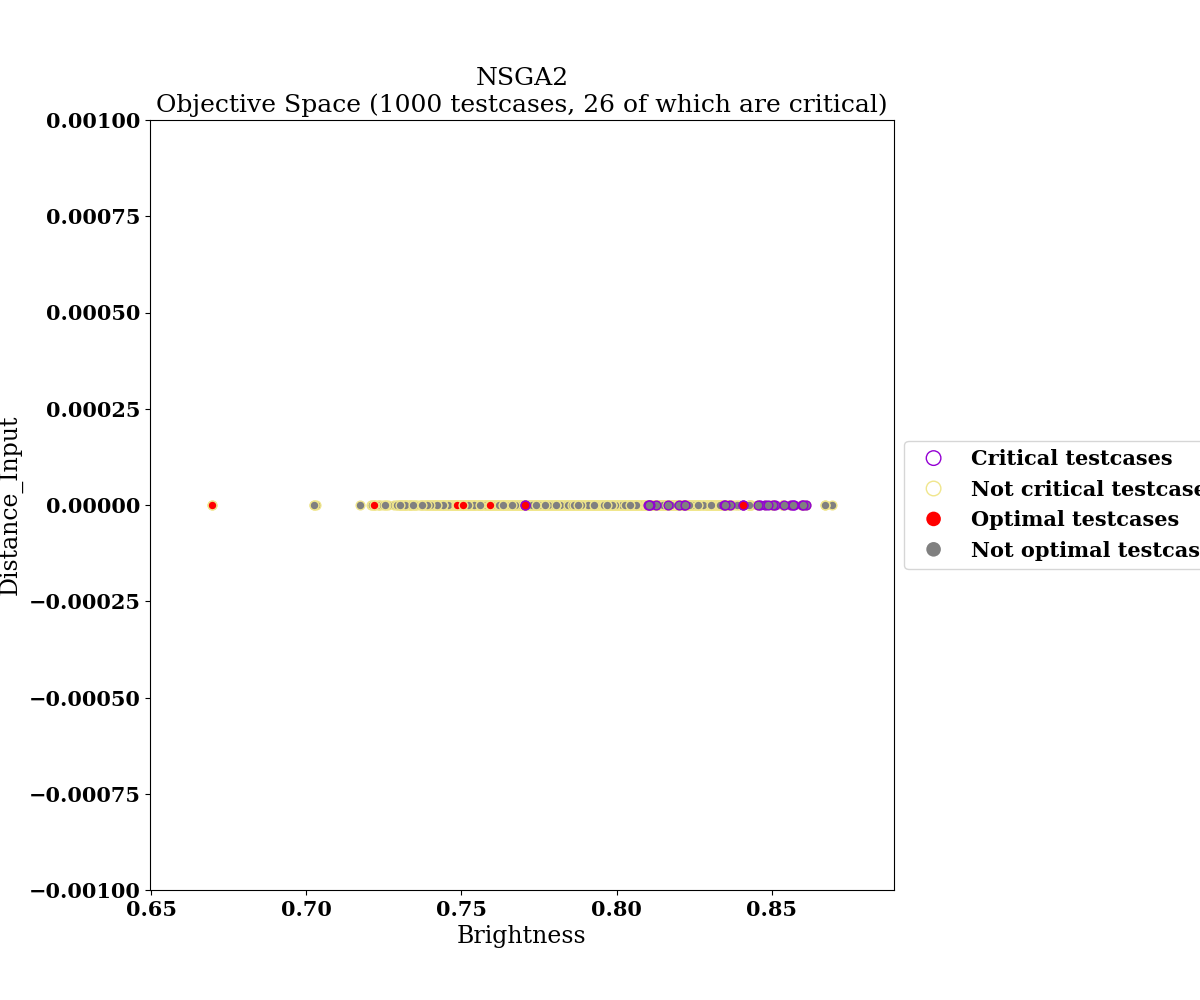 NSGA2
Objective Space (1000 testcases, 26 of which are critical)
0.00100
0.00075
0.00050
0.00025
0.00000
−0.00025
−0.00050
−0.00075
−0.00100
Distance_Input
0.65 0.70 0.75 0.80 0.85
Brightness
Critical testcases
Not critical testcase
Optimal testcases
Not optimal testcas